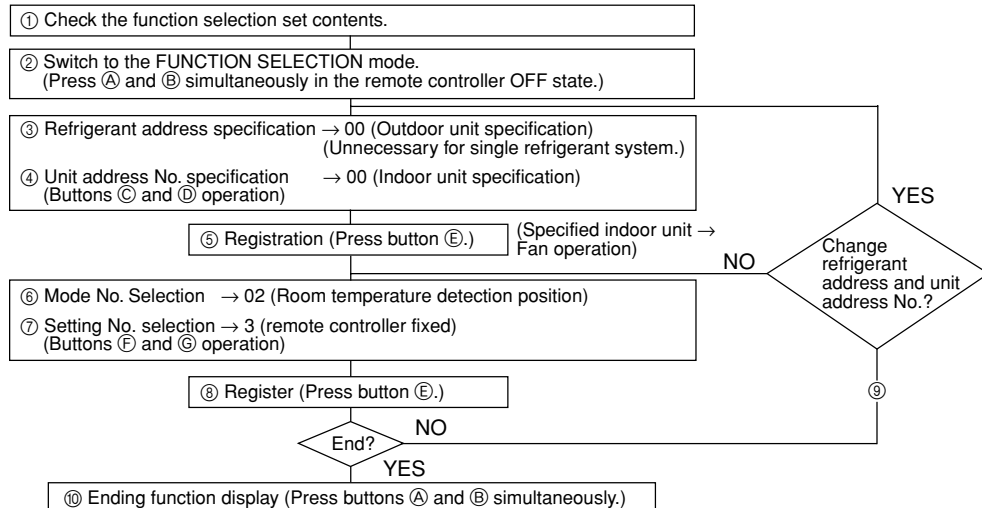 ① Check the function selection set contents.
② Switch to the FUNCTION SELECTION mode.
(Press Ⓐ and Ⓑ simultaneously in the remote controller OFF state.)
③ Refrigerant address specification → 00 (Outdoor unit specification)
(Unnecessary for single refrigerant system.)
④ Unit address No. specification → 00 (Indoor unit specification)
(Buttons Ⓒ and Ⓓ operation)
YES
⑤ Registration (Press button Ⓔ.)
(Specified indoor unit →
Fan operation)
NO
Change
refrigerant
address and unit
address No.?
⑥ Mode No. Selection → 02 (Room temperature detection position)
⑦ Setting No. selection → 3 (remote controller fixed)
(Buttons Ⓕ and Ⓖ operation)
⑧ Register (Press button Ⓔ.)
⑨
End?
NO
YES
⑩ Ending function display (Press buttons Ⓐ and Ⓑ simultaneously.)